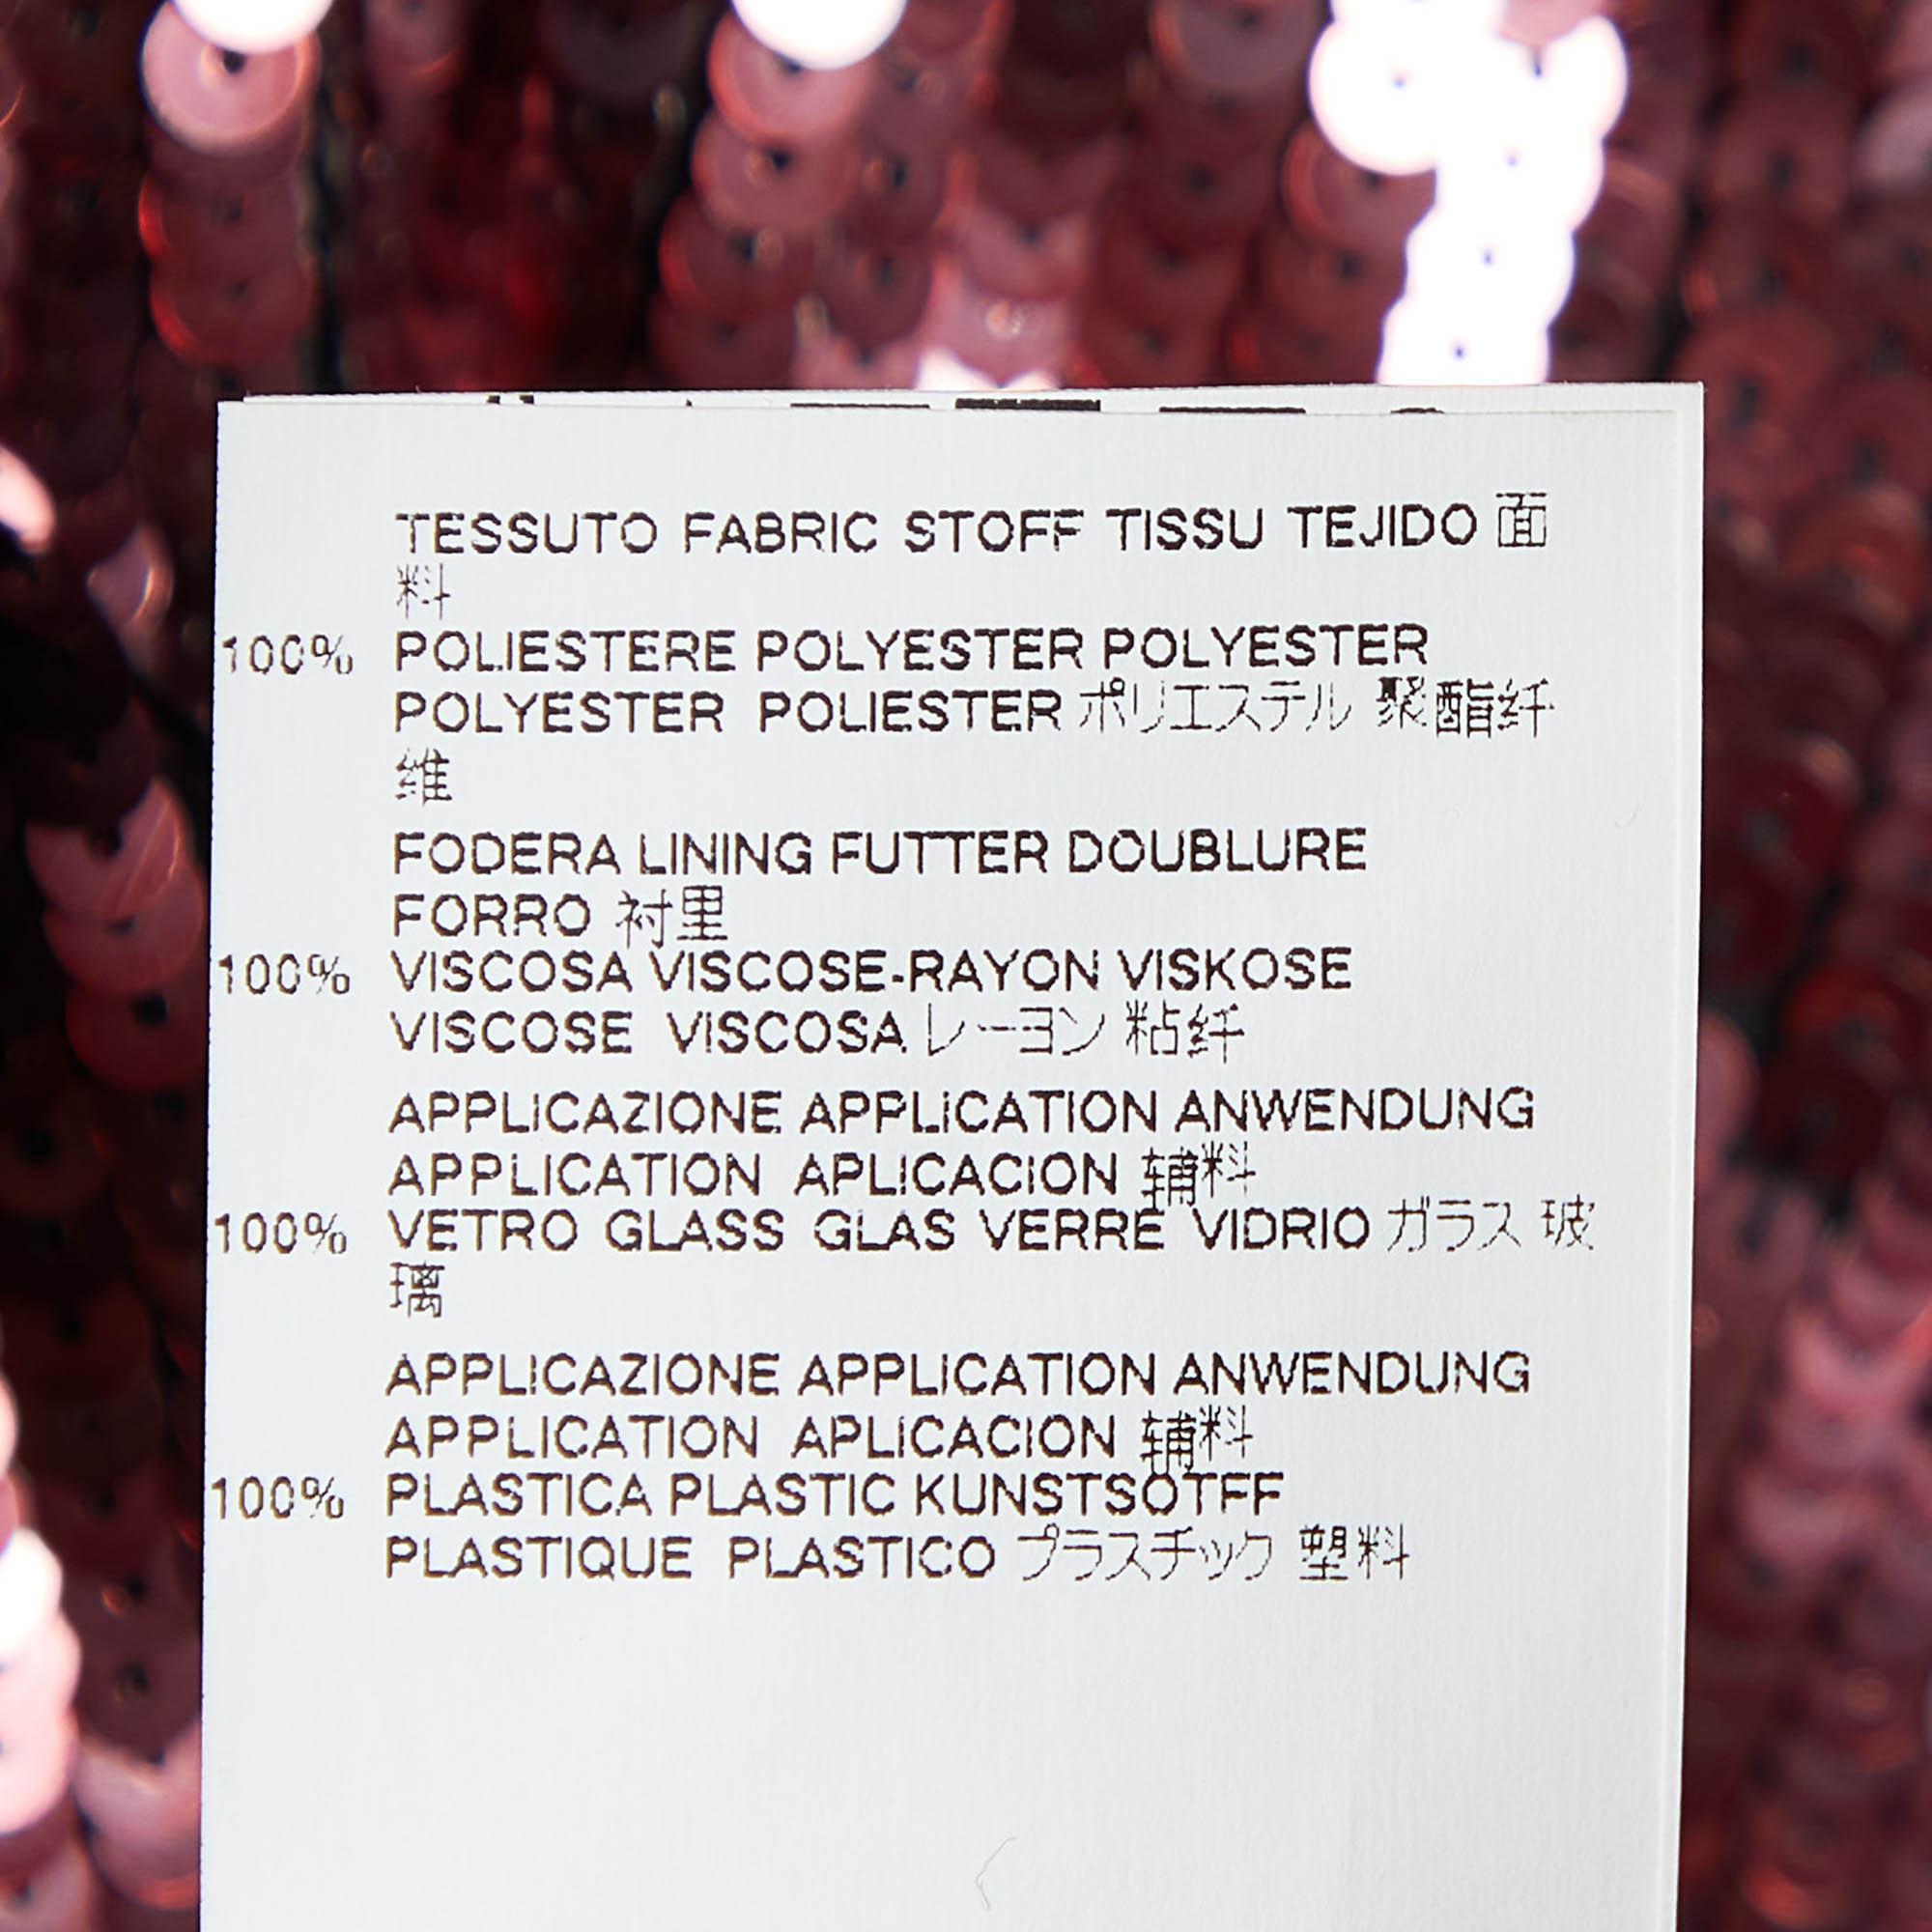 TESSUTO FABRIC STOFF TISSU TEJIDO 面
料
100% POLIESTERE POLYESTER POLYESTER
POLYESTER POLIESTER ポリエステル 聚酯纤
维
FODERA LINING FUTTER DOUBLURE
FORRO 衬里
100% VISCOSA VISCOSE-RAYON VISKOSE
VISCOSE VISCOSA レーヨン 粘纤
APPLICAZIONE APPLICATION ANWENDUNG
APPLICATION APLICACION 辅料
100% VETRO GLASS GLAS VERRE VIDRIO ガラス 玻
璃
APPLICAZIONE APPLICATION ANWENDUNG
APPLICATION APLICACION 辅料
100% PLASTICA PLASTIC KUNSTSOTFF
PLASTIQUE PLASTICO プラスチック 塑料